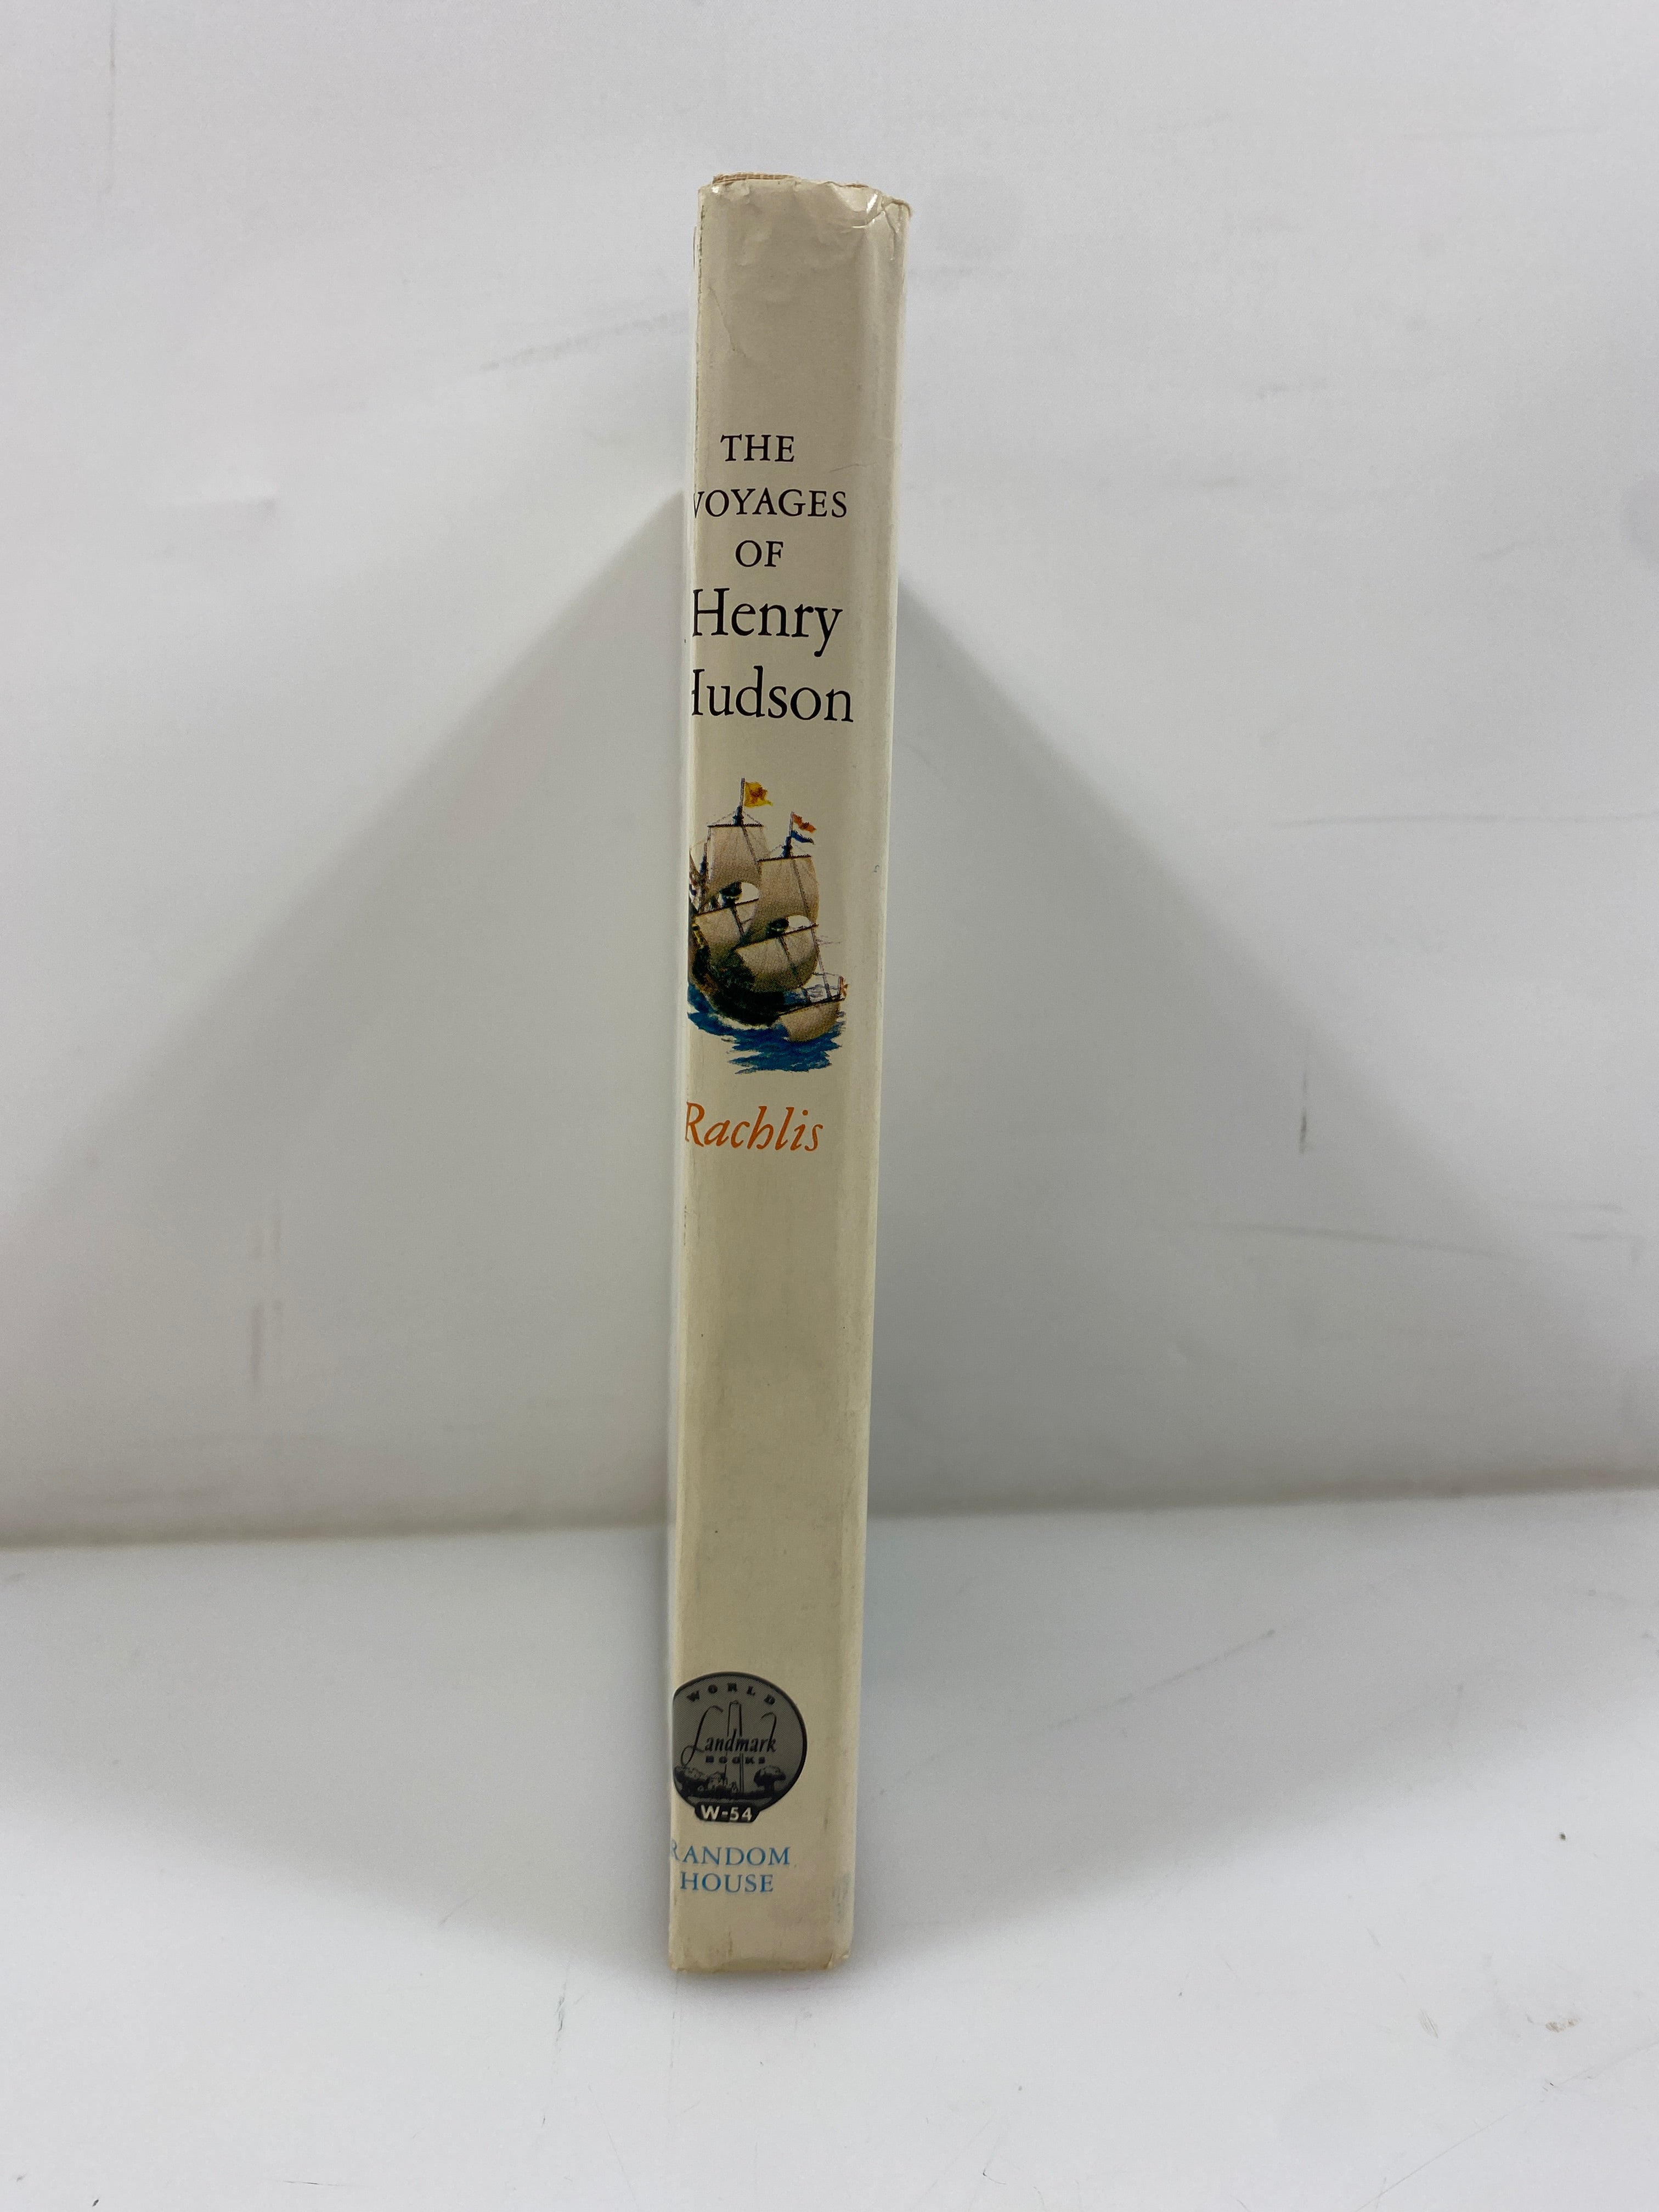 THE
VOYAGES
OF
Henry
Hudson
Rachlis
WORLD
Landmark
BOOKS
W-54
RANDOM
HOUSE